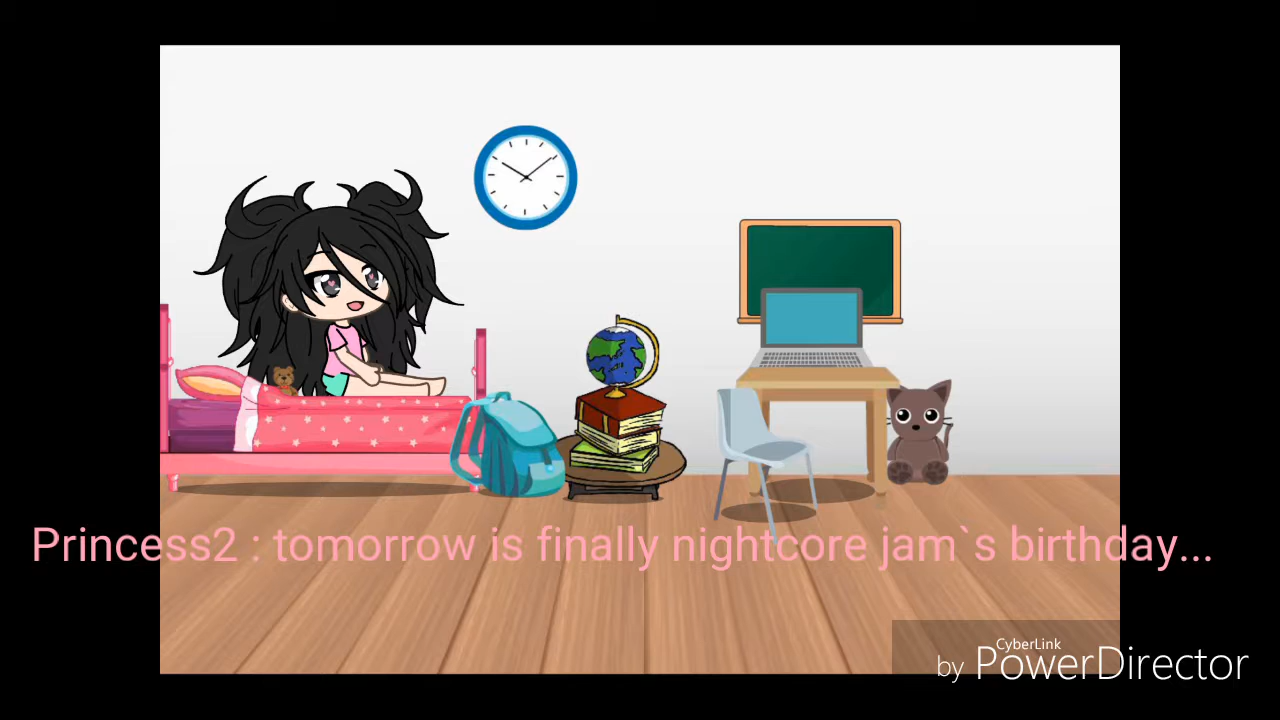 Princess2 : tomorrow is finally nightcore jam`s birthday...
CyberLink
by PowerDirector